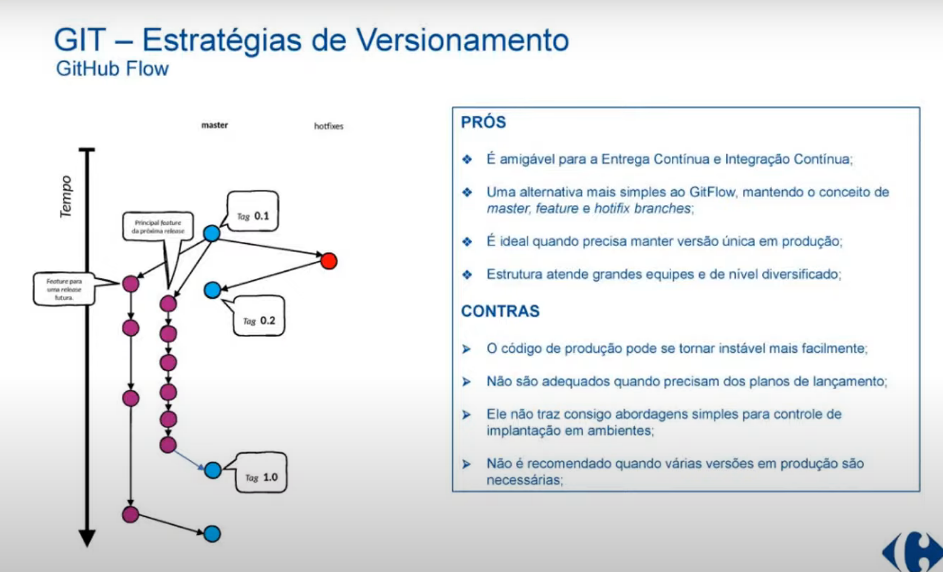 GIT – Estratégias de Versionamento
GitHub Flow
master
hotfixes
Tempo
Tag 0.1
Principal feature
da próxima release
Feature para
uma release
futura.
Tag 0.2
Tag 1.0
PRÓS
É amigável para a Entrega Contínua e Integração Contínua;
Uma alternativa mais simples ao GitFlow, mantendo o conceito de
master, feature e hotifix branches;
É ideal quando precisa manter versão única em produção;
Estrutura atende grandes equipes e de nível diversificado;
CONTRAS
O código de produção pode se tornar instável mais facilmente;
Não são adequados quando precisam dos planos de lançamento;
Ele não traz consigo abordagens simples para controle de
implantação em ambientes;
Não é recomendado quando várias versões em produção são
necessárias;